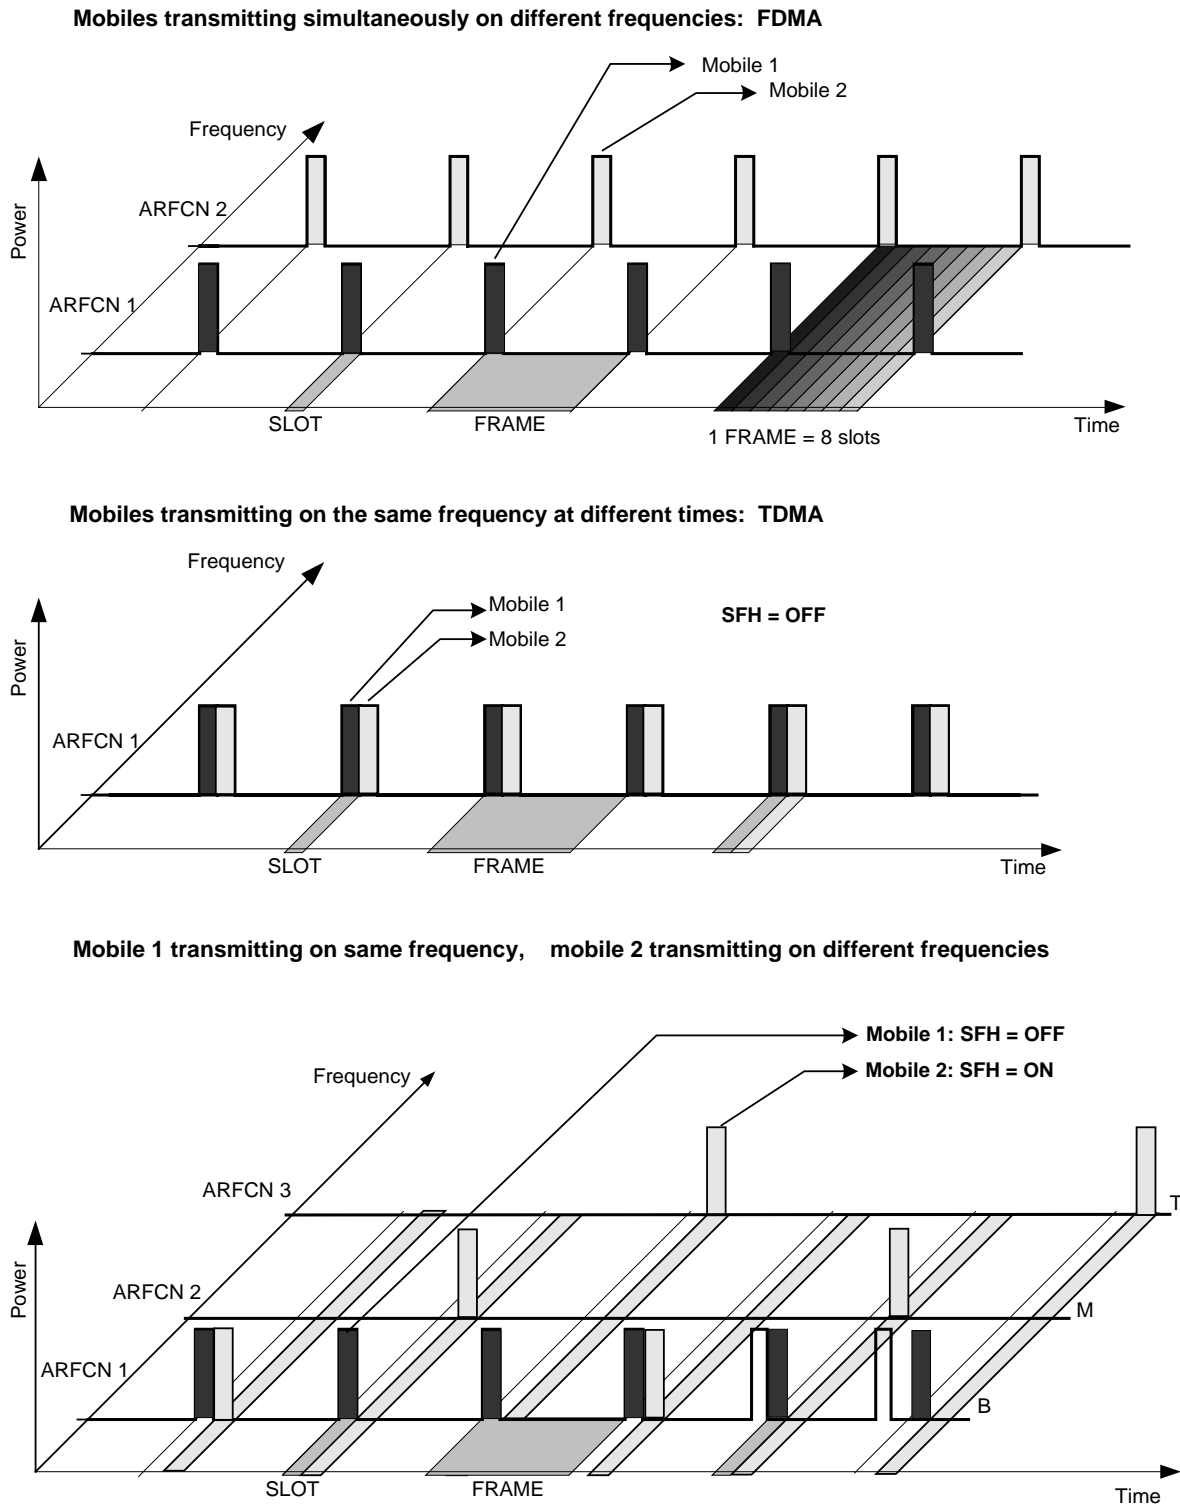 Mobiles transmitting simultaneously on different frequencies: FDMA
Mobile 1
Mobile 2
Frequency
ARFCN 2
Power
ARFCN 1
SLOT
FRAME
Time
1 FRAME = 8 slots
Mobiles transmitting on the same frequency at different times: TDMA
Frequency
Mobile 1
SFH = OFF
Mobile 2
Power
ARFCN 1
SLOT
FRAME
Time
Mobile 1 transmitting on same frequency, mobile 2 transmitting on different frequencies
Mobile 1: SFH = OFF
Mobile 2: SFH = ON
Frequency
ARFCN 3
T
Power
ARFCN 2
M
ARFCN 1
B
SLOT
FRAME
Time